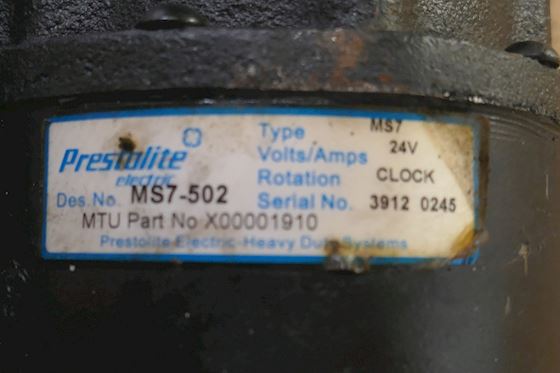 Prestolite
electric
Type MS7
Volts/Amps 24V
Rotation CLOCK
Des.No. MS7-502
Serial No. 3912 0245
MTU Part No X00001910
Prestolite Electric Heavy Duty Systems